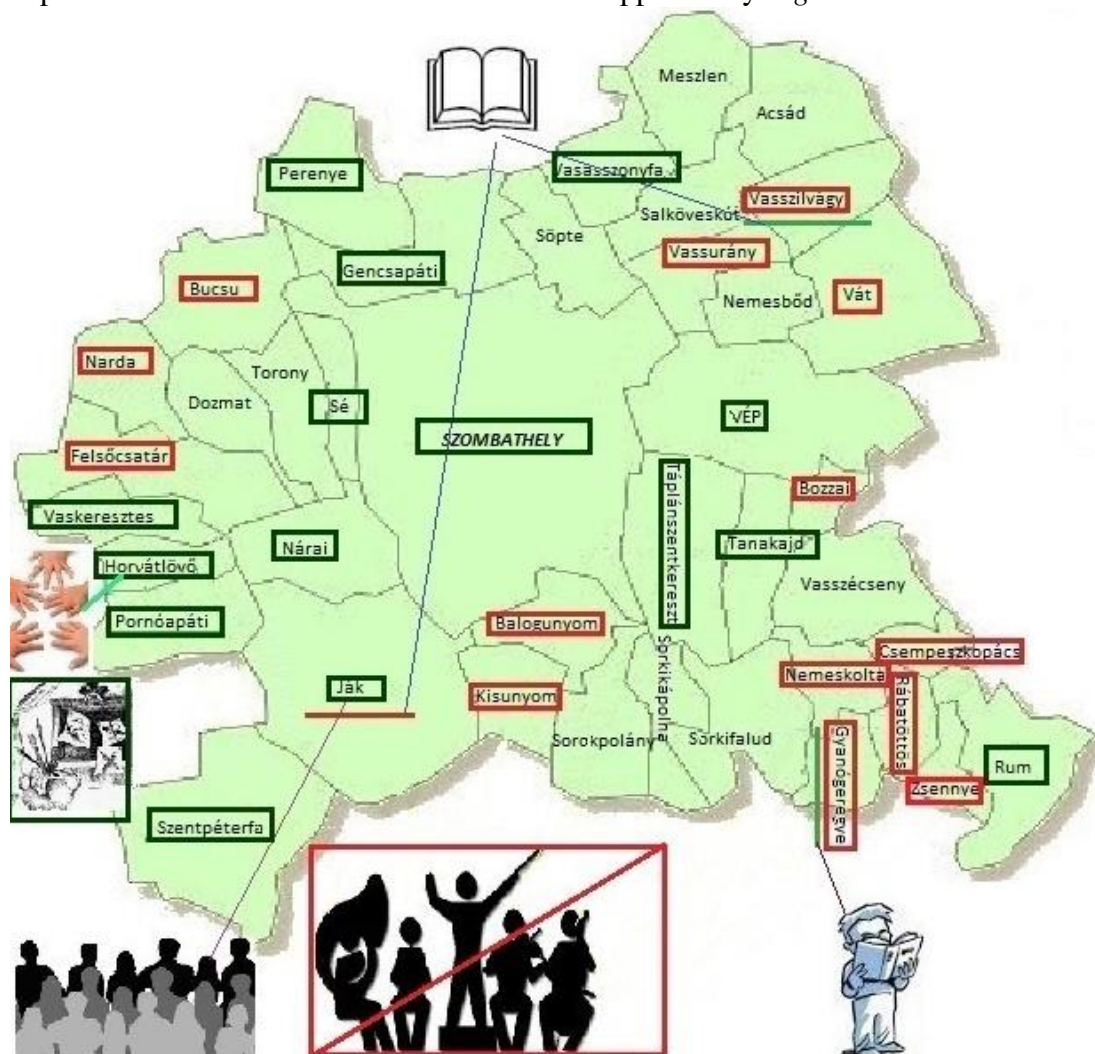 Meszlen
Acsád
Vasasszonyfa
Perenye
Vasszilvágy
Salköveskút
Söpte
Gencsapáti
Vassurány
Bucsu
Vát
Nemesbőd
Narda
Torony
Dozmat
Sé
VÉP
SZOMBATHELY
Felsőcsatár
Táplánszentkereszt
Bozzai
Vaskeresztes
Tanakajd
Nárai
Horvátlövő
Vasszécseny
Pornóapáti
Balogunyom
Sorkikápolna
Csempeszkopács
Nemeskolta
Rábatöttös
Ják
Kisunyom
Sorokpolány
Sorkifalud
Gyanógeregye
Rum
Zsennye
Szentpéterfa